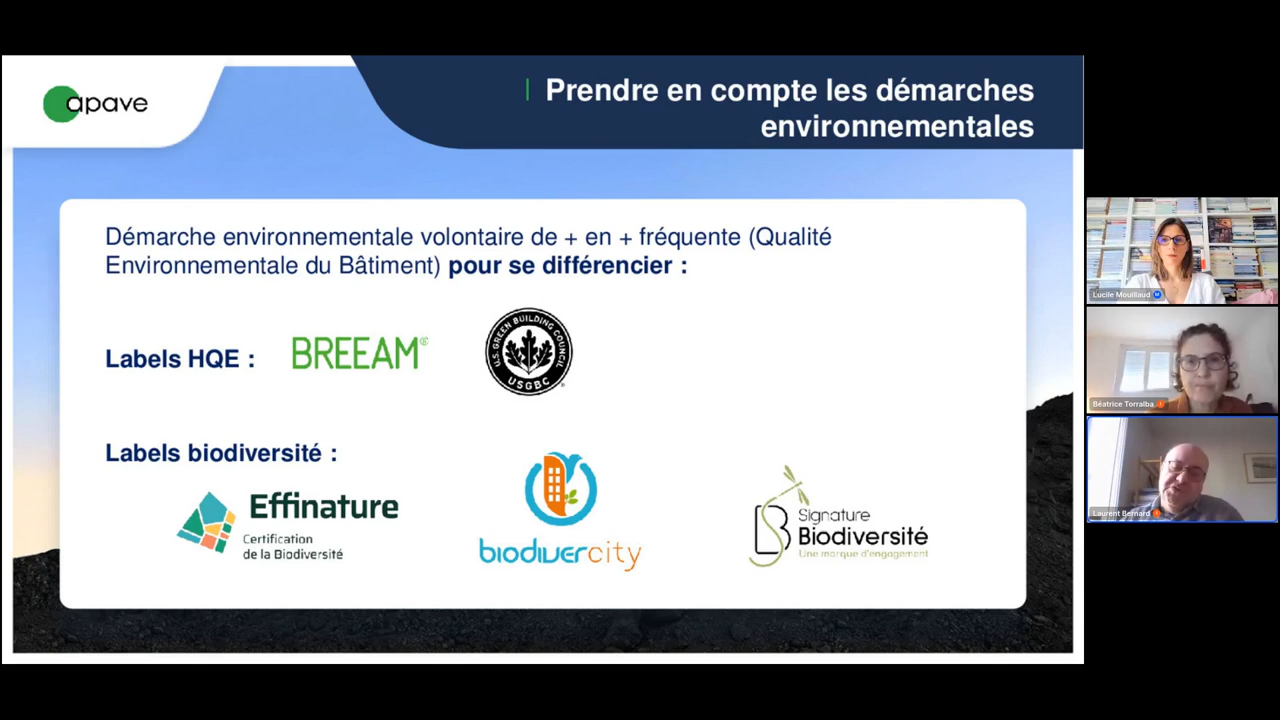 apave
Prendre en compte les démarches
environnementales
Démarche environnementale volontaire de + en + fréquente (Qualité
Environnementale du Bâtiment) pour se différencier :
Labels HQE :
BREEAM®
U.S. GREEN BUILDING COUNCIL
USGBC
Labels biodiversité :
Effinature
Certification
de la Biodiversité
biodivercity
Signature
Biodiversité
Une marque d'engagement
Lucile Mouillaud
Béatrice Torralba
Laurent Bernard